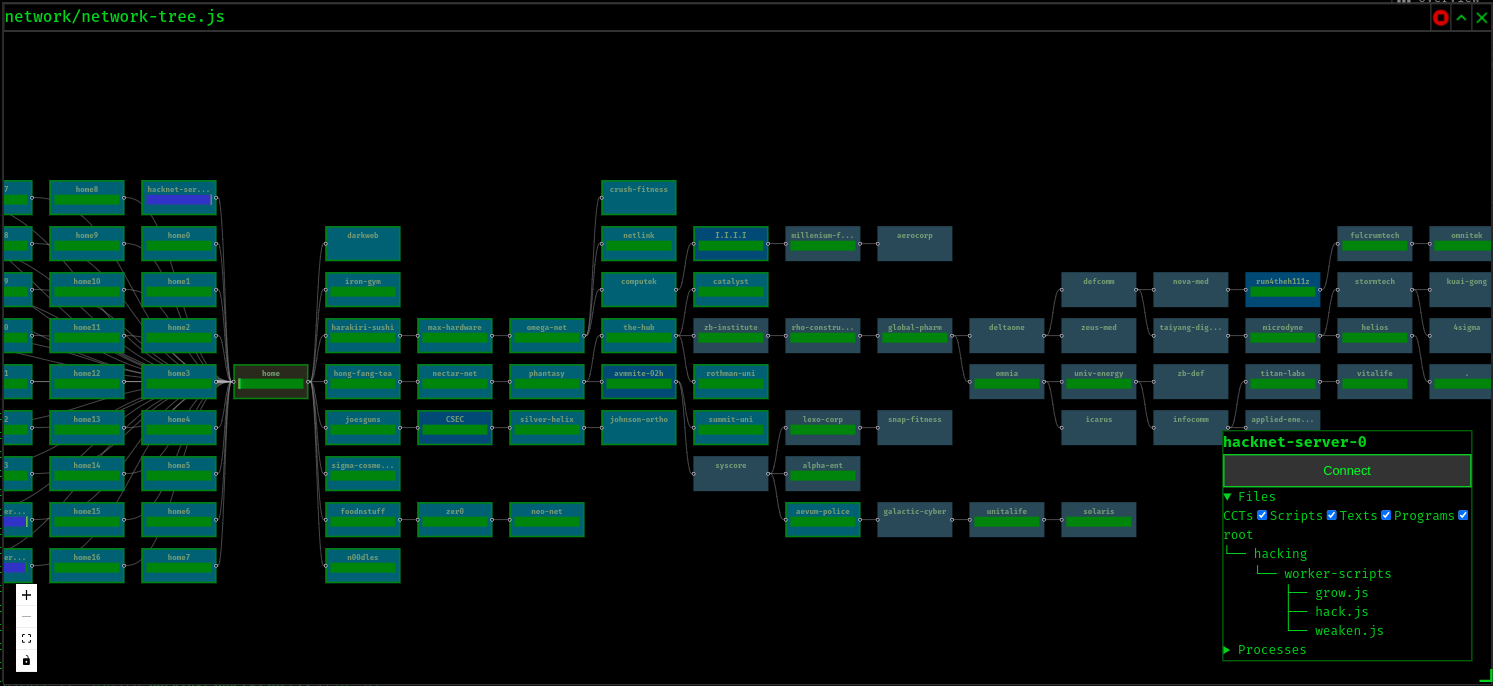 network/network-tree.js
7 home8 hacknet-ser... crush-fitness
8 home9 home0 darkweb netlink I.I.I.I millenium-f... aerocorp fulcrumtech omnitek
9 home10 home1 iron-gym computek catalyst defcomm nova-med run4theh111z stormtech kuai-gong
0 home11 home2 harakiri-sushi max-hardware omega-net the-hub zb-institute rho-constru... global-pharm deltaone zeus-med taiyang-dig... microdyne helios 4sigma
1 home12 home3 home hong-fang-tea nectar-net phantasy avmnite-02h rothman-uni omnia univ-energy zb-def titan-labs vitalife .
2 home13 home4 joesguns CSEC silver-helix johnson-ortho summit-uni lexo-corp snap-fitness icarus infocomm applied-ene...
3 home14 home5 sigma-cosme... syscore alpha-ent
er... home15 home6 foodnstuff zer0 neo-net aevum-police galactic-cyber unitalife solaris
er... home16 home7 n00dles
hacknet-server-0
Connect
▼ Files
CCTs Scripts Texts Programs
root
└── hacking
└── worker-scripts
├── grow.js
├── hack.js
└── weaken.js
▶ Processes